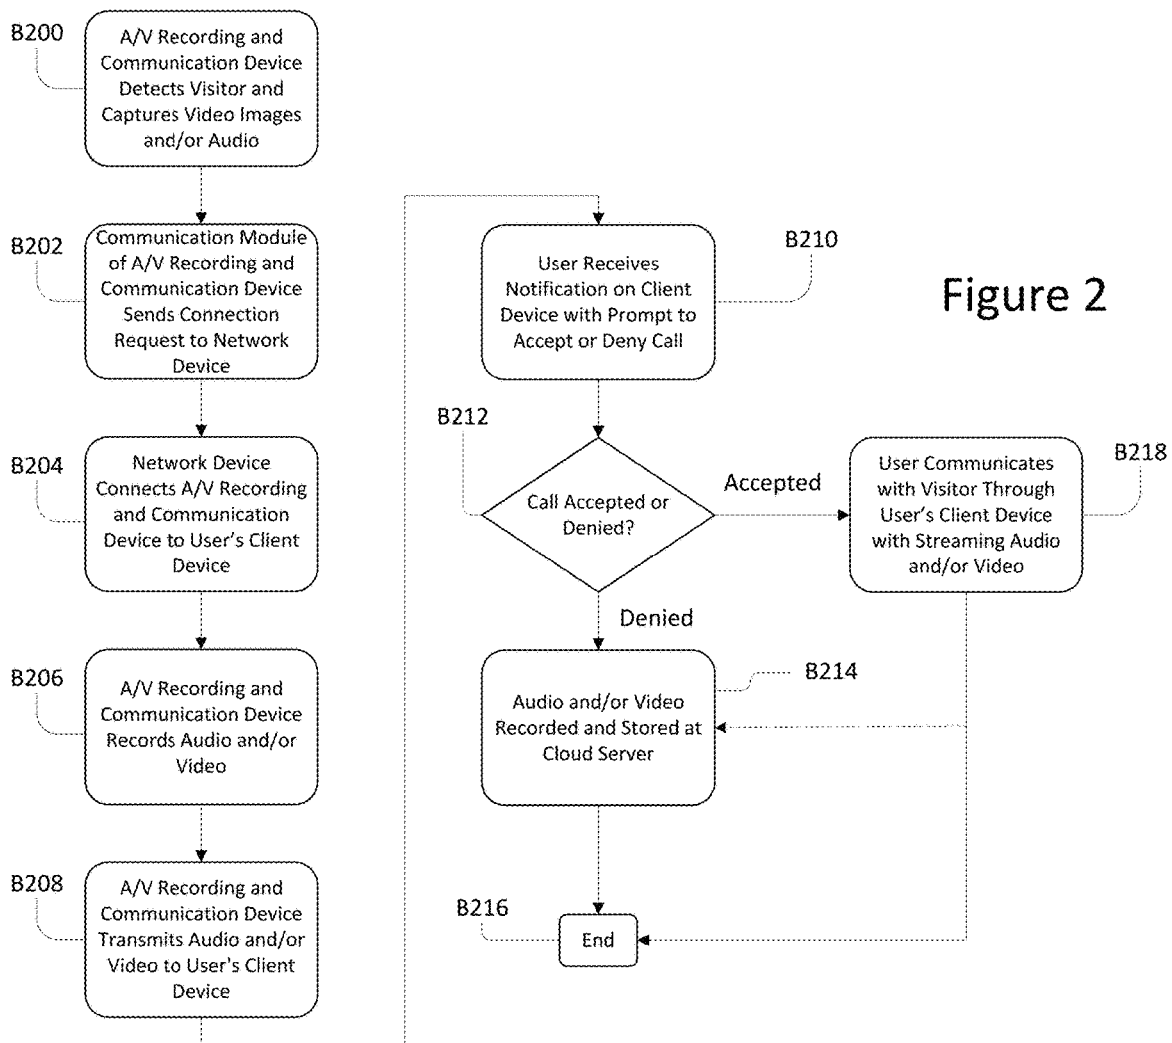 B200
A/V Recording and
Communication Device
Detects Visitor and
Captures Video Images
and/or Audio
B202
Communication Module
of A/V Recording and
Communication Device
Sends Connection
Request to Network
Device
B204
Network Device
Connects A/V Recording
and Communication
Device to User's Client
Device
B206
A/V Recording and
Communication Device
Records Audio and/or
Video
B208
A/V Recording and
Communication Device
Transmits Audio and/or
Video to User's Client
Device
B210
User Receives
Notification on Client
Device with Prompt to
Accept or Deny Call
Figure 2
B212
Call Accepted or
Denied?
Accepted
Denied
B218
User Communicates
with Visitor Through
User's Client Device
with Streaming Audio
and/or Video
B214
Audio and/or Video
Recorded and Stored at
Cloud Server
B216
End